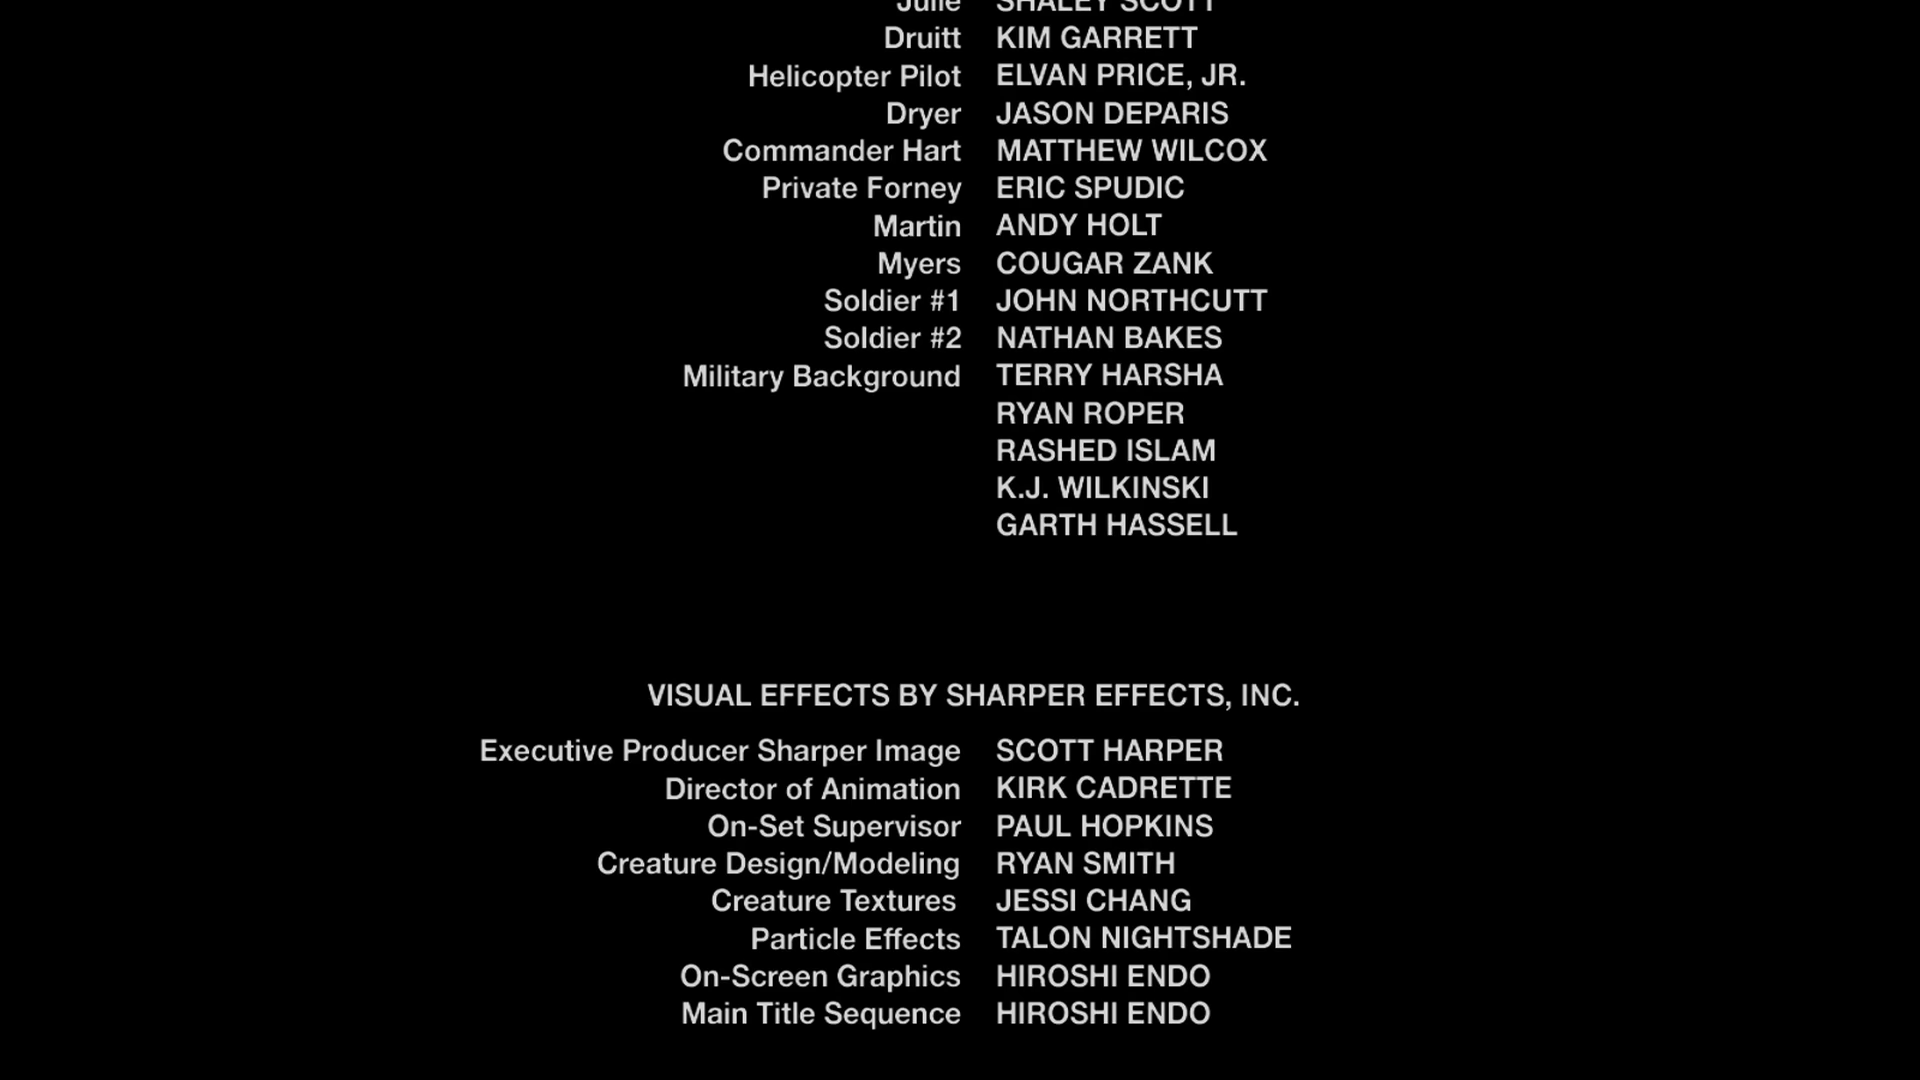 Julie SHALEY SCOTT
Druitt KIM GARRETT
Helicopter Pilot ELVAN PRICE, JR.
Dryer JASON DEPARIS
Commander Hart MATTHEW WILCOX
Private Forney ERIC SPUDIC
Martin ANDY HOLT
Myers COUGAR ZANK
Soldier #1 JOHN NORTHCUTT
Soldier #2 NATHAN BAKES
Military Background TERRY HARSHA
RYAN ROPER
RASHED ISLAM
K.J. WILKINSKI
GARTH HASSELL
VISUAL EFFECTS BY SHARPER EFFECTS, INC.
Executive Producer Sharper Image SCOTT HARPER
Director of Animation KIRK CADRETTE
On-Set Supervisor PAUL HOPKINS
Creature Design/Modeling RYAN SMITH
Creature Textures JESSI CHANG
Particle Effects TALON NIGHTSHADE
On-Screen Graphics HIROSHI ENDO
Main Title Sequence HIROSHI ENDO